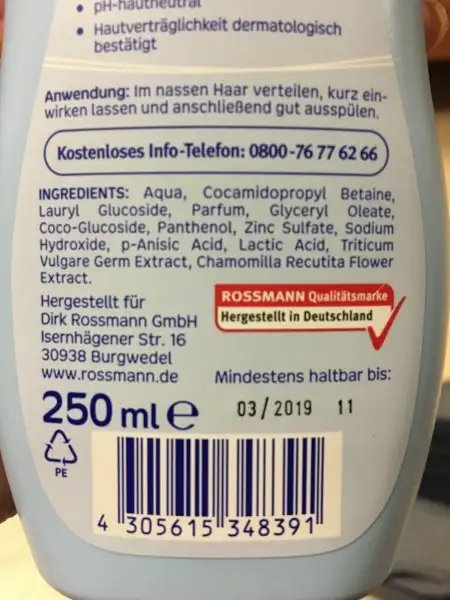 • pH-hautneutral
• Hautverträglichkeit dermatologisch
bestätigt
Anwendung: Im nassen Haar verteilen, kurz ein-
wirken lassen und anschließend gut ausspülen.
Kostenloses Info-Telefon: 0800-76 77 62 66
INGREDIENTS: Aqua, Cocamidopropyl Betaine,
Lauryl Glucoside, Parfum, Glyceryl Oleate,
Coco-Glucoside, Panthenol, Zinc Sulfate, Sodium
Hydroxide, p-Anisic Acid, Lactic Acid, Triticum
Vulgare Germ Extract, Chamomilla Recutita Flower
Extract.
Hergestellt für
Dirk Rossmann GmbH
Isernhägener Str. 16
30938 Burgwedel
www.rossmann.de
ROSSMANN Qualitätsmarke
Hergestellt in Deutschland
Mindestens haltbar bis:
250 ml e
03/2019 11
PE
4 305615 348391